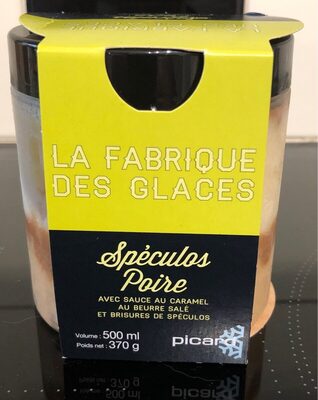 LA FABRIQUE
DES GLACES
Spéculos
Poire
AVEC SAUCE AU CARAMEL
AU BEURRE SALÉ
ET BRISURES DE SPÉCULOS
Volume : 500 ml
Poids net : 370 g
picard